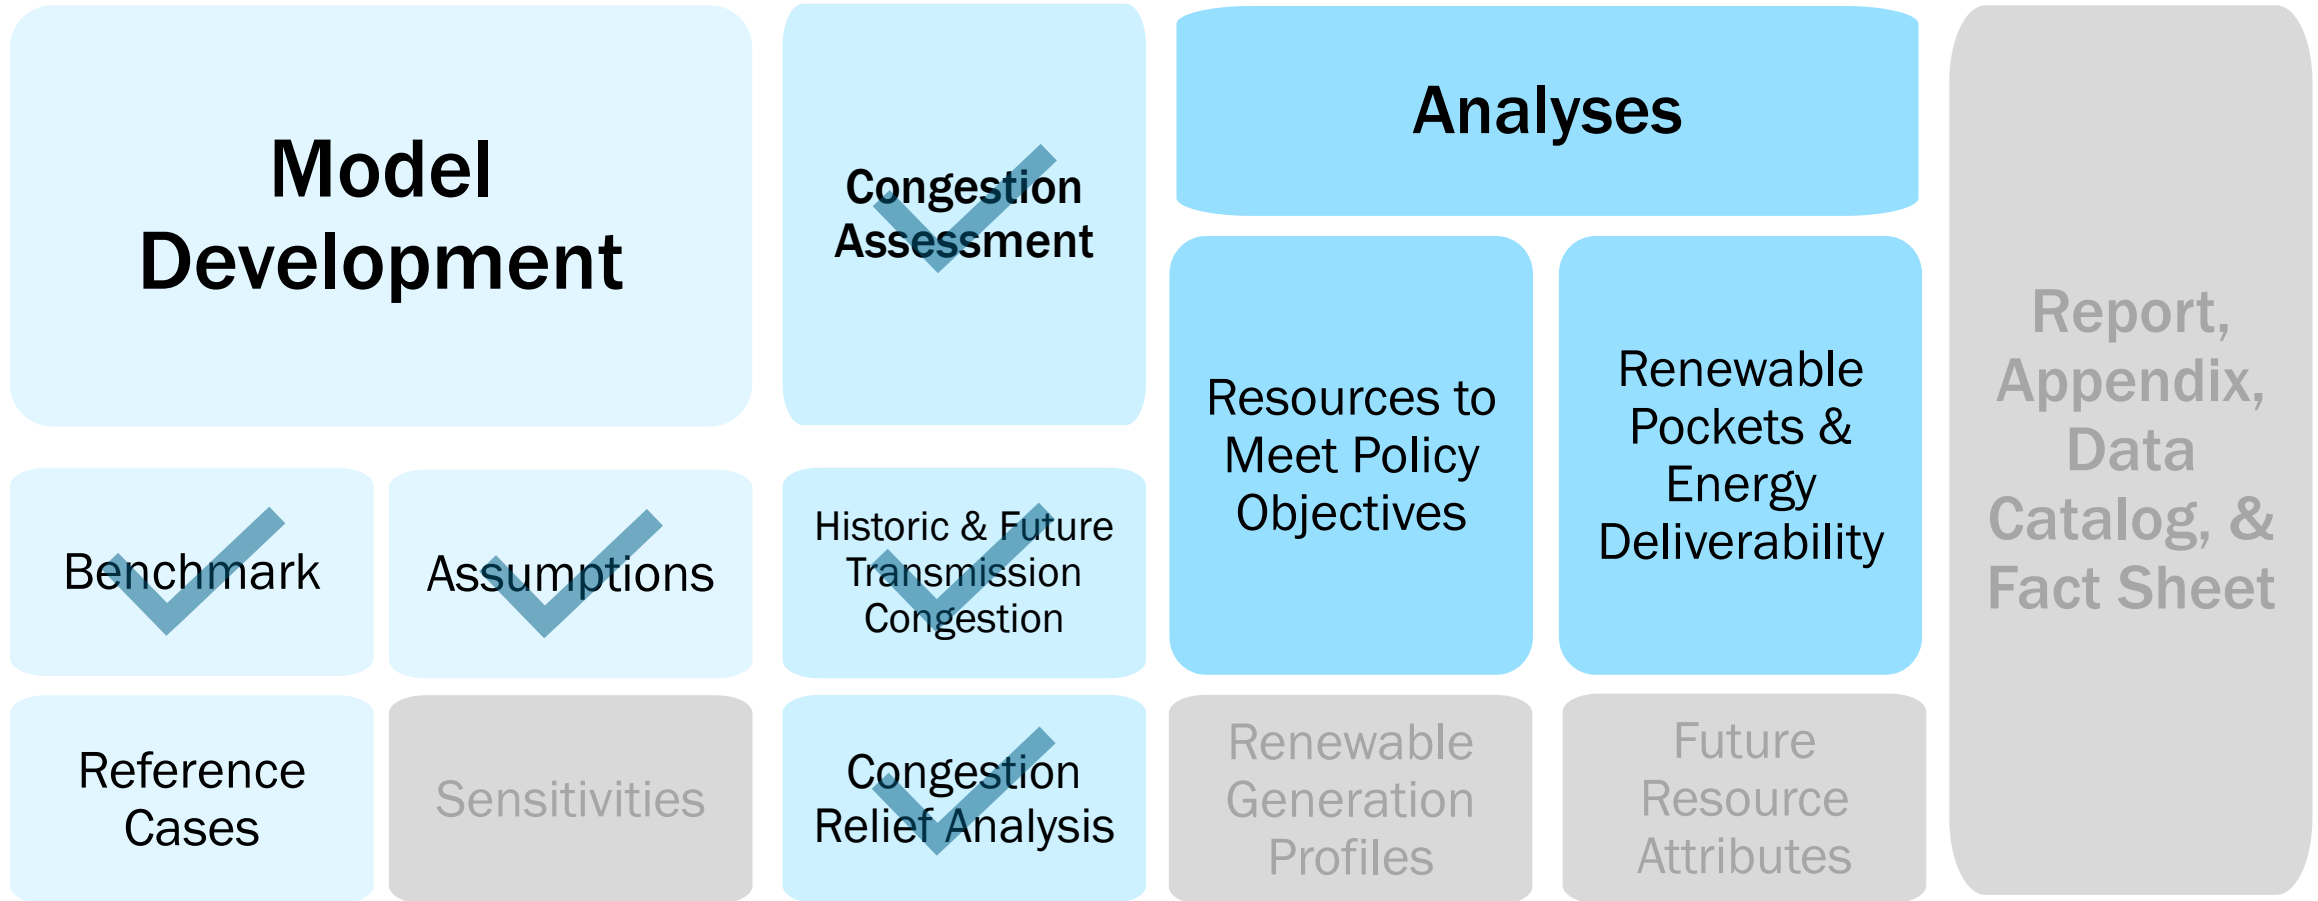 Model
Development
Benchmark
Assumptions
Reference
Cases
Sensitivities
Congestion
Assessment
Historic & Future
Transmission
Congestion
Congestion
Relief Analysis
Analyses
Resources to
Meet Policy
Objectives
Renewable
Pockets &
Energy
Deliverability
Renewable
Generation
Profiles
Future
Resource
Attributes
Report,
Appendix,
Data
Catalog, &
Fact Sheet